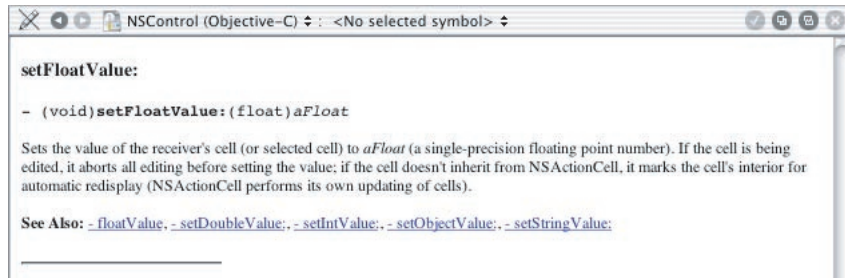 NSControl (Objective-C) : <No selected symbol>
setFloatValue:
- (void)setFloatValue:(float)aFloat
Sets the value of the receiver's cell (or selected cell) to aFloat (a single-precision floating point number). If the cell is being
edited, it aborts all editing before setting the value; if the cell doesn't inherit from NSActionCell, it marks the cell's interior for
automatic redisplay (NSActionCell performs its own updating of cells).
See Also: - floatValue, - setDoubleValue:, - setIntValue:, - setObjectValue:, - setStringValue: